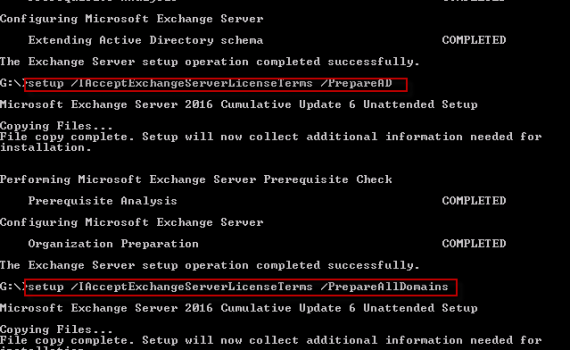 Configuring Microsoft Exchange Server
Extending Active Directory schema COMPLETED
The Exchange Server setup operation completed successfully.
G:\>setup /IAcceptExchangeServerLicenseTerms /PrepareAD
Microsoft Exchange Server 2016 Cumulative Update 6 Unattended Setup
Copying Files...
File copy complete. Setup will now collect additional information needed for
installation.
Performing Microsoft Exchange Server Prerequisite Check
Prerequisite Analysis COMPLETED
Configuring Microsoft Exchange Server
Organization Preparation COMPLETED
The Exchange Server setup operation completed successfully.
G:\>setup /IAcceptExchangeServerLicenseTerms /PrepareAllDomains
Microsoft Exchange Server 2016 Cumulative Update 6 Unattended Setup
Copying Files...
File copy complete. Setup will now collect additional information needed for